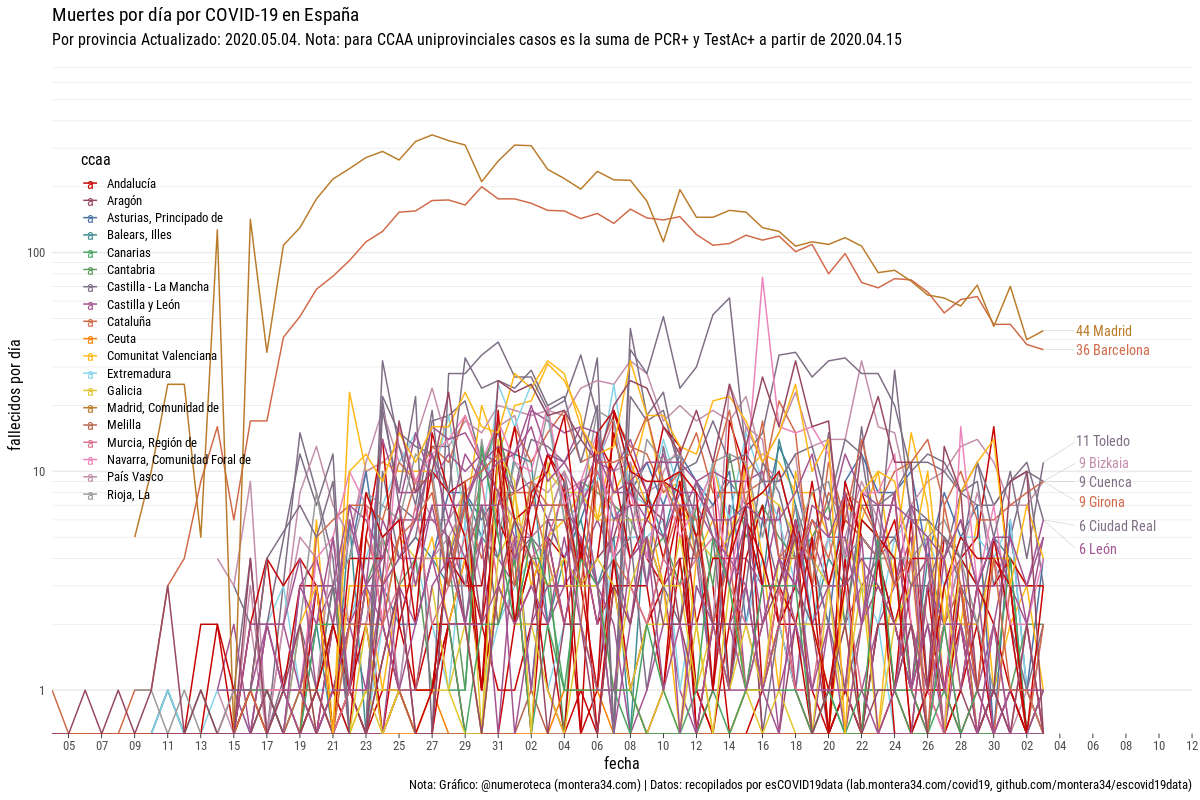 Muertes por día por COVID-19 en España
Por provincia Actualizado: 2020.05.04. Nota: para CCAA uniprovinciales casos es la suma de PCR+ y TestAc+ a partir de 2020.04.15
fallecidos por día
100
10
1
ccaa
Andalucía
Aragón
Asturias, Principado de
Balears, Illes
Canarias
Cantabria
Castilla - La Mancha
Castilla y León
Cataluña
Ceuta
Comunitat Valenciana
Extremadura
Galicia
Madrid, Comunidad de
Melilla
Murcia, Región de
Navarra, Comunidad Foral de
País Vasco
Rioja, La
44 Madrid
36 Barcelona
11 Toledo
9 Bizkaia
9 Cuenca
9 Girona
6 Ciudad Real
6 León
05 07 09 11 13 15 17 19 21 23 25 27 29 31 02 04 06 08 10 12 14 16 18 20 22 24 26 28 30 02 04 06 08 10 12
fecha
Nota: Gráfico: @numeroteca (montera34.com) | Datos: recopilados por esCOVID19data (lab.montera34.com/covid19, github.com/montera34/escovid19data)